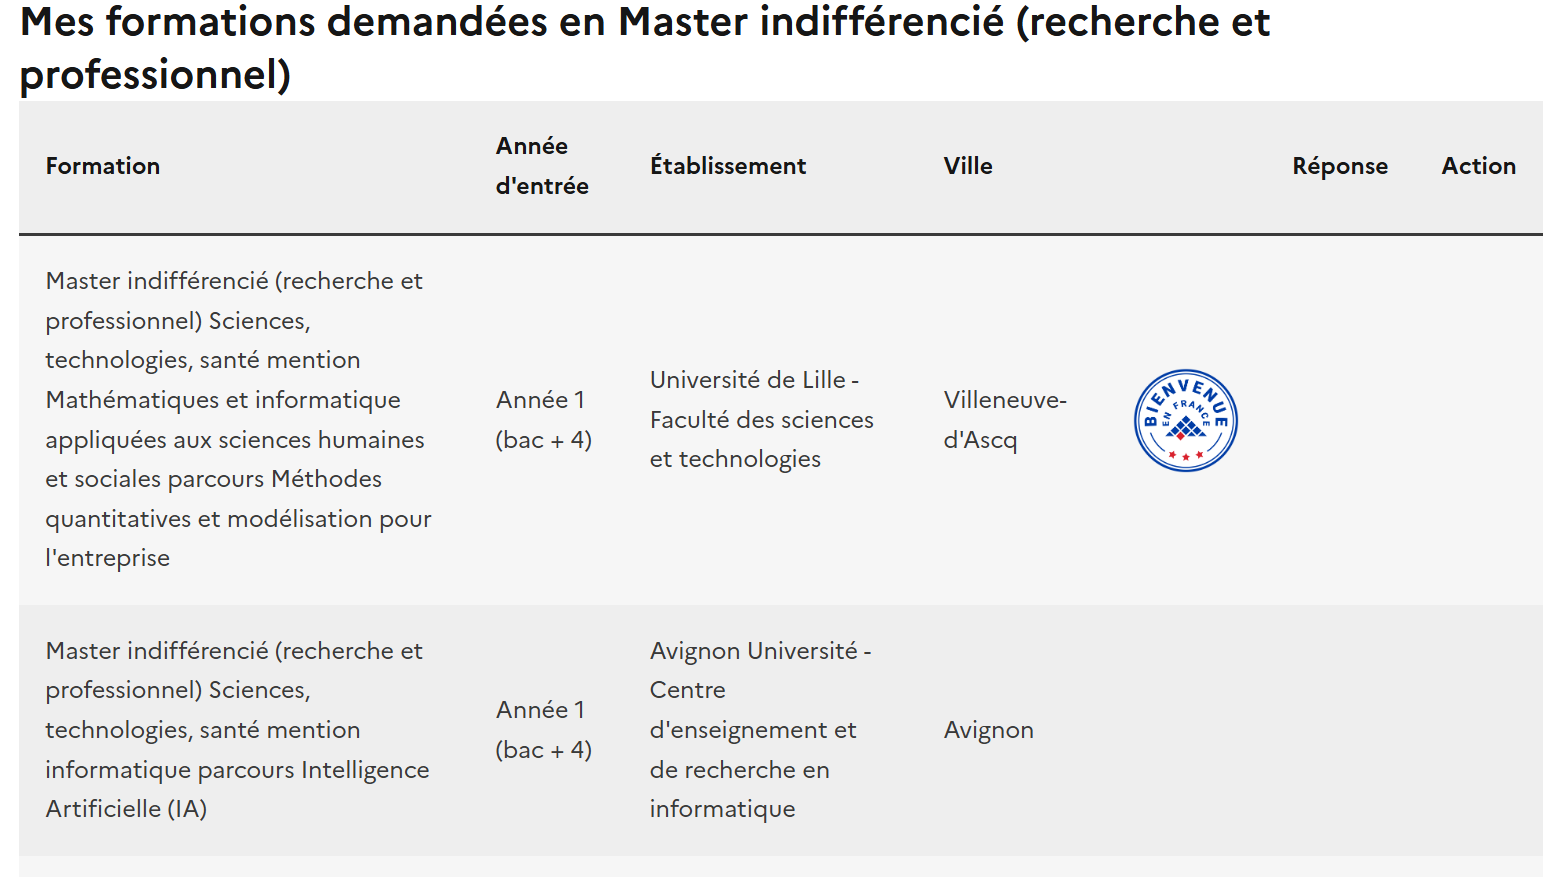 Mes formations demandées en Master indifférencié (recherche et
professionnel)
Formation
Année
d'entrée
Établissement
Ville
Réponse
Action
Master indifférencié (recherche et
professionnel) Sciences,
technologies, santé mention
Mathématiques et informatique
appliquées aux sciences humaines
et sociales parcours Méthodes
quantitatives et modélisation pour
l'entreprise
Année 1
(bac + 4)
Université de Lille -
Faculté des sciences
et technologies
Villeneuve-
d'Ascq
BIENVENUE
EN FRANCE
Master indifférencié (recherche et
professionnel) Sciences,
technologies, santé mention
informatique parcours Intelligence
Artificielle (IA)
Année 1
(bac + 4)
Avignon Université -
Centre
d'enseignement et
de recherche en
informatique
Avignon